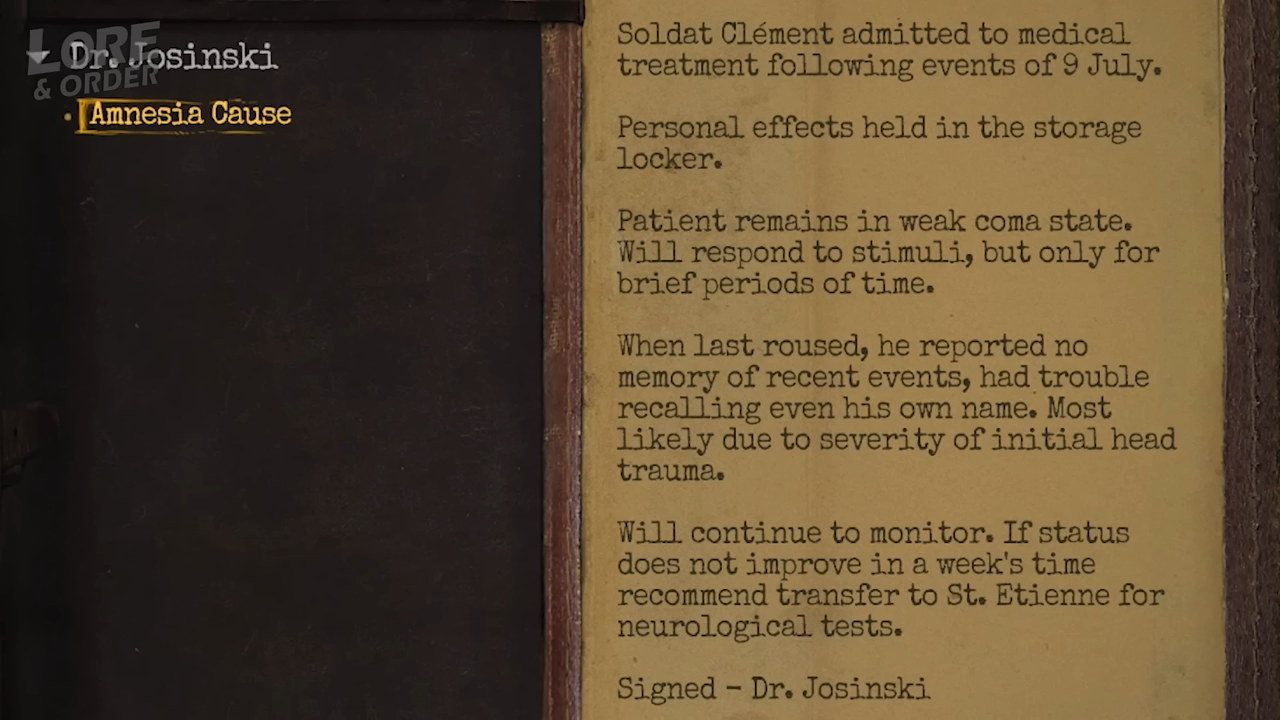 LORE
& ORDER
Dr. Josinski
Amnesia Cause
Soldat Clément admitted to medical
treatment following events of 9 July.
Personal effects held in the storage
locker.
Patient remains in weak coma state.
Will respond to stimuli, but only for
brief periods of time.
When last roused, he reported no
memory of recent events, had trouble
recalling even his own name. Most
likely due to severity of initial head
trauma.
Will continue to monitor. If status
does not improve in a week's time
recommend transfer to St. Etienne for
neurological tests.
Signed - Dr. Josinski